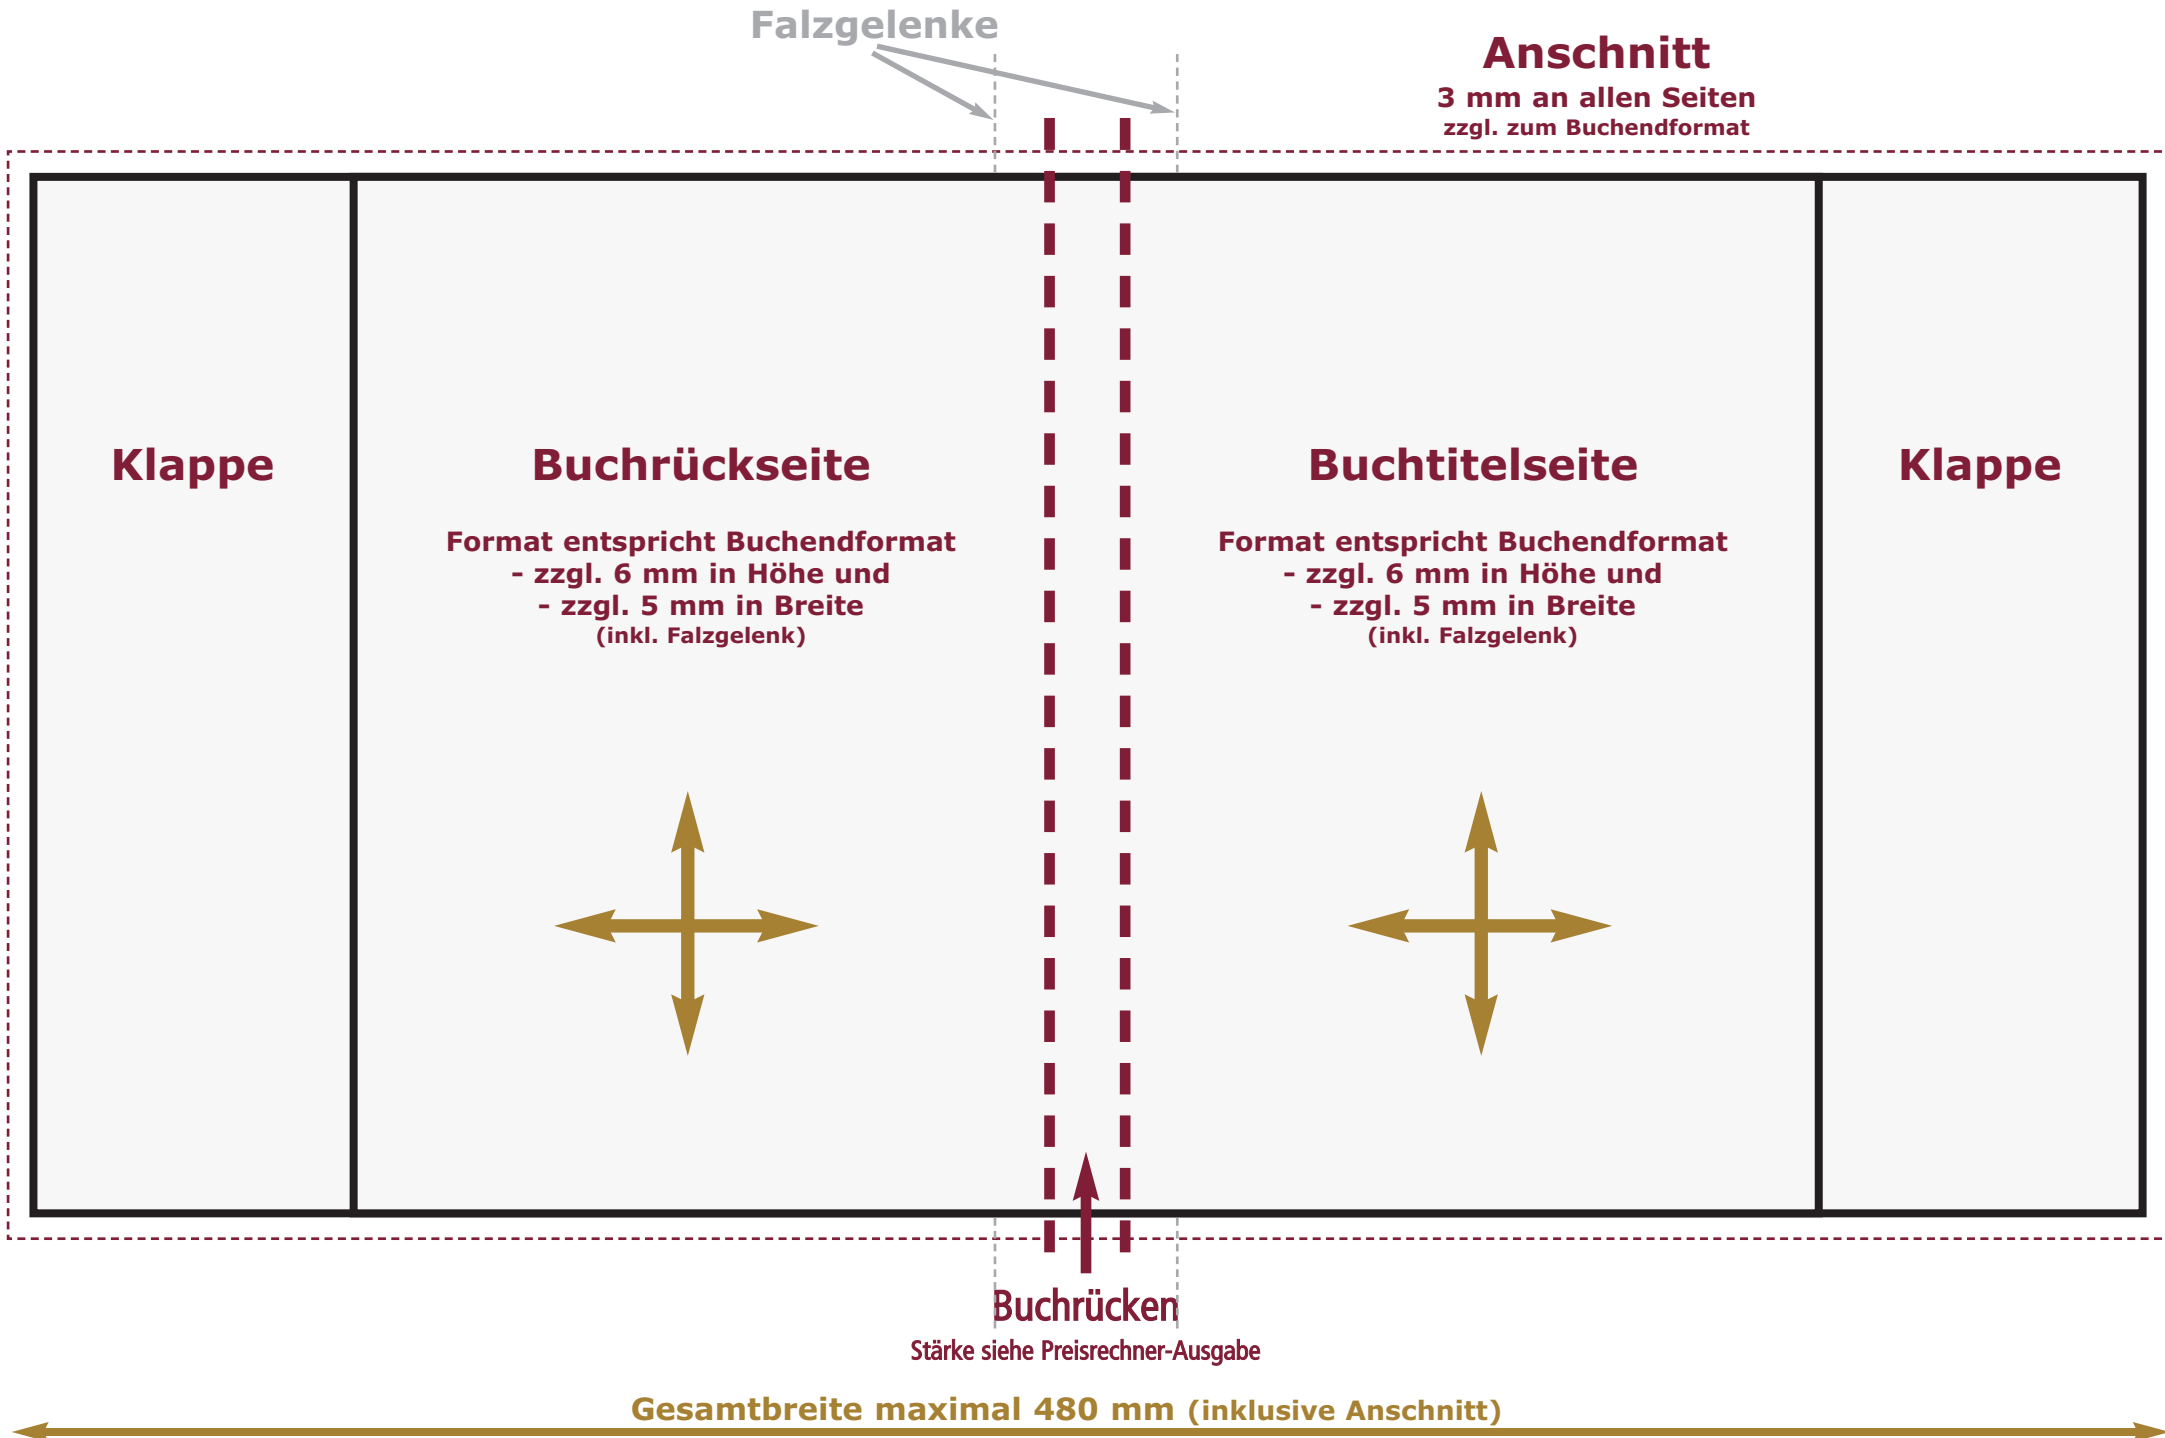 Falzgelenke
Anschnitt
3 mm an allen Seiten
zzgl. zum Buchendformat
Klappe
Buchrückseite
Format entspricht Buchendformat
- zzgl. 6 mm in Höhe und
- zzgl. 5 mm in Breite
(inkl. Falzgelenk)
Buchtitelseite
Format entspricht Buchendformat
- zzgl. 6 mm in Höhe und
- zzgl. 5 mm in Breite
(inkl. Falzgelenk)
Klappe
Buchrücken
Stärke siehe Preisrechner-Ausgabe
Gesamtbreite maximal 480 mm (inklusive Anschnitt)